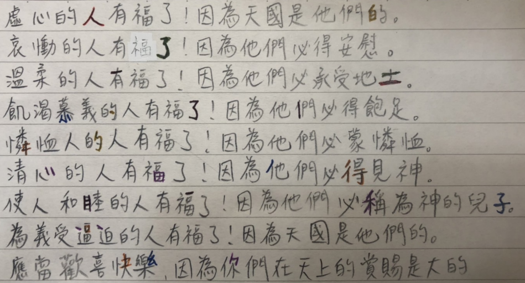 虛心的人有福了！因為天國是他們的。
哀慟的人有福了！因為他們必得安慰。
溫柔的人有福了！因為他們必承受地土。
飢渴慕義的人有福了！因為他們必得飽足。
憐恤人的人有福了！因為他們必蒙憐恤。
清心的人有福了！因為他們必得見神。
使人和睦的人有福了！因為他們必稱為神的兒子。
為義受逼迫的人有福了！因為天國是他們的。
應當歡喜快樂，因為你們在天上的賞賜是大的